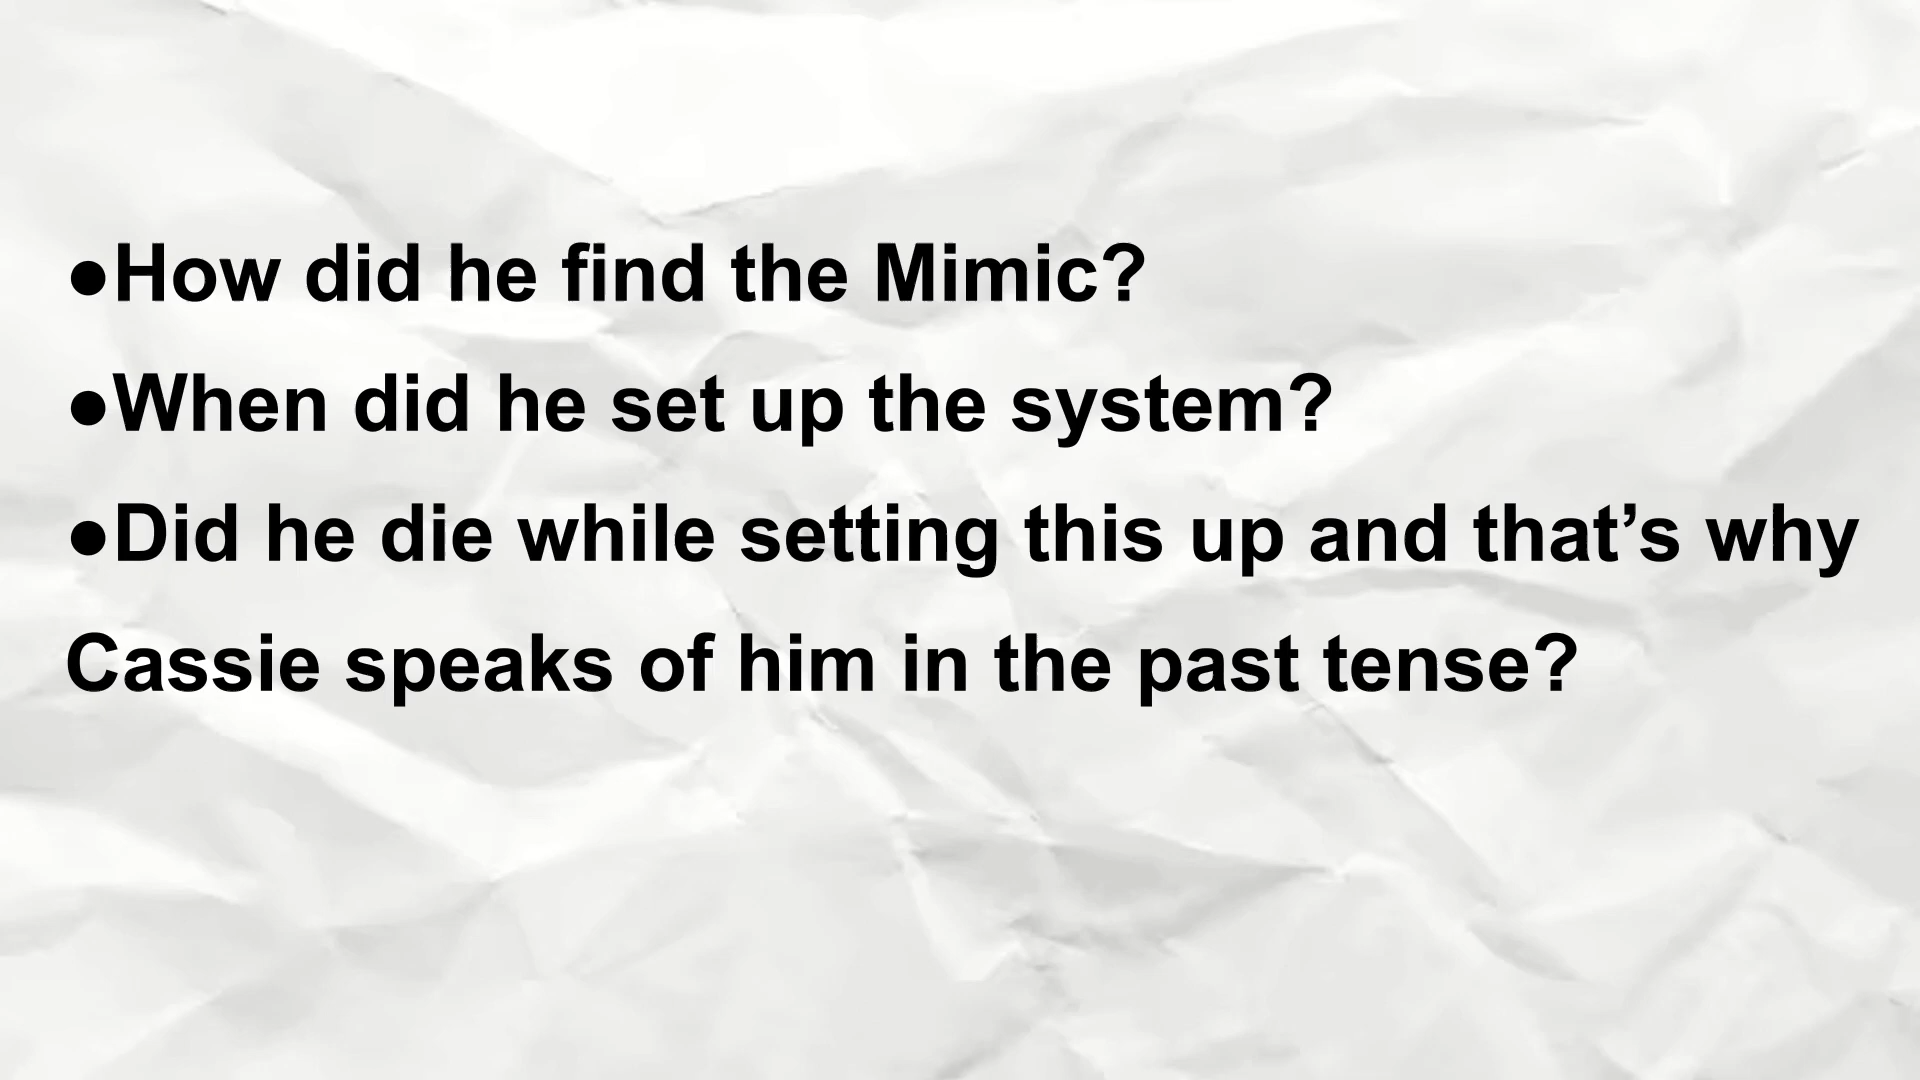 ●How did he find the Mimic?
●When did he set up the system?
●Did he die while setting this up and that’s why
Cassie speaks of him in the past tense?